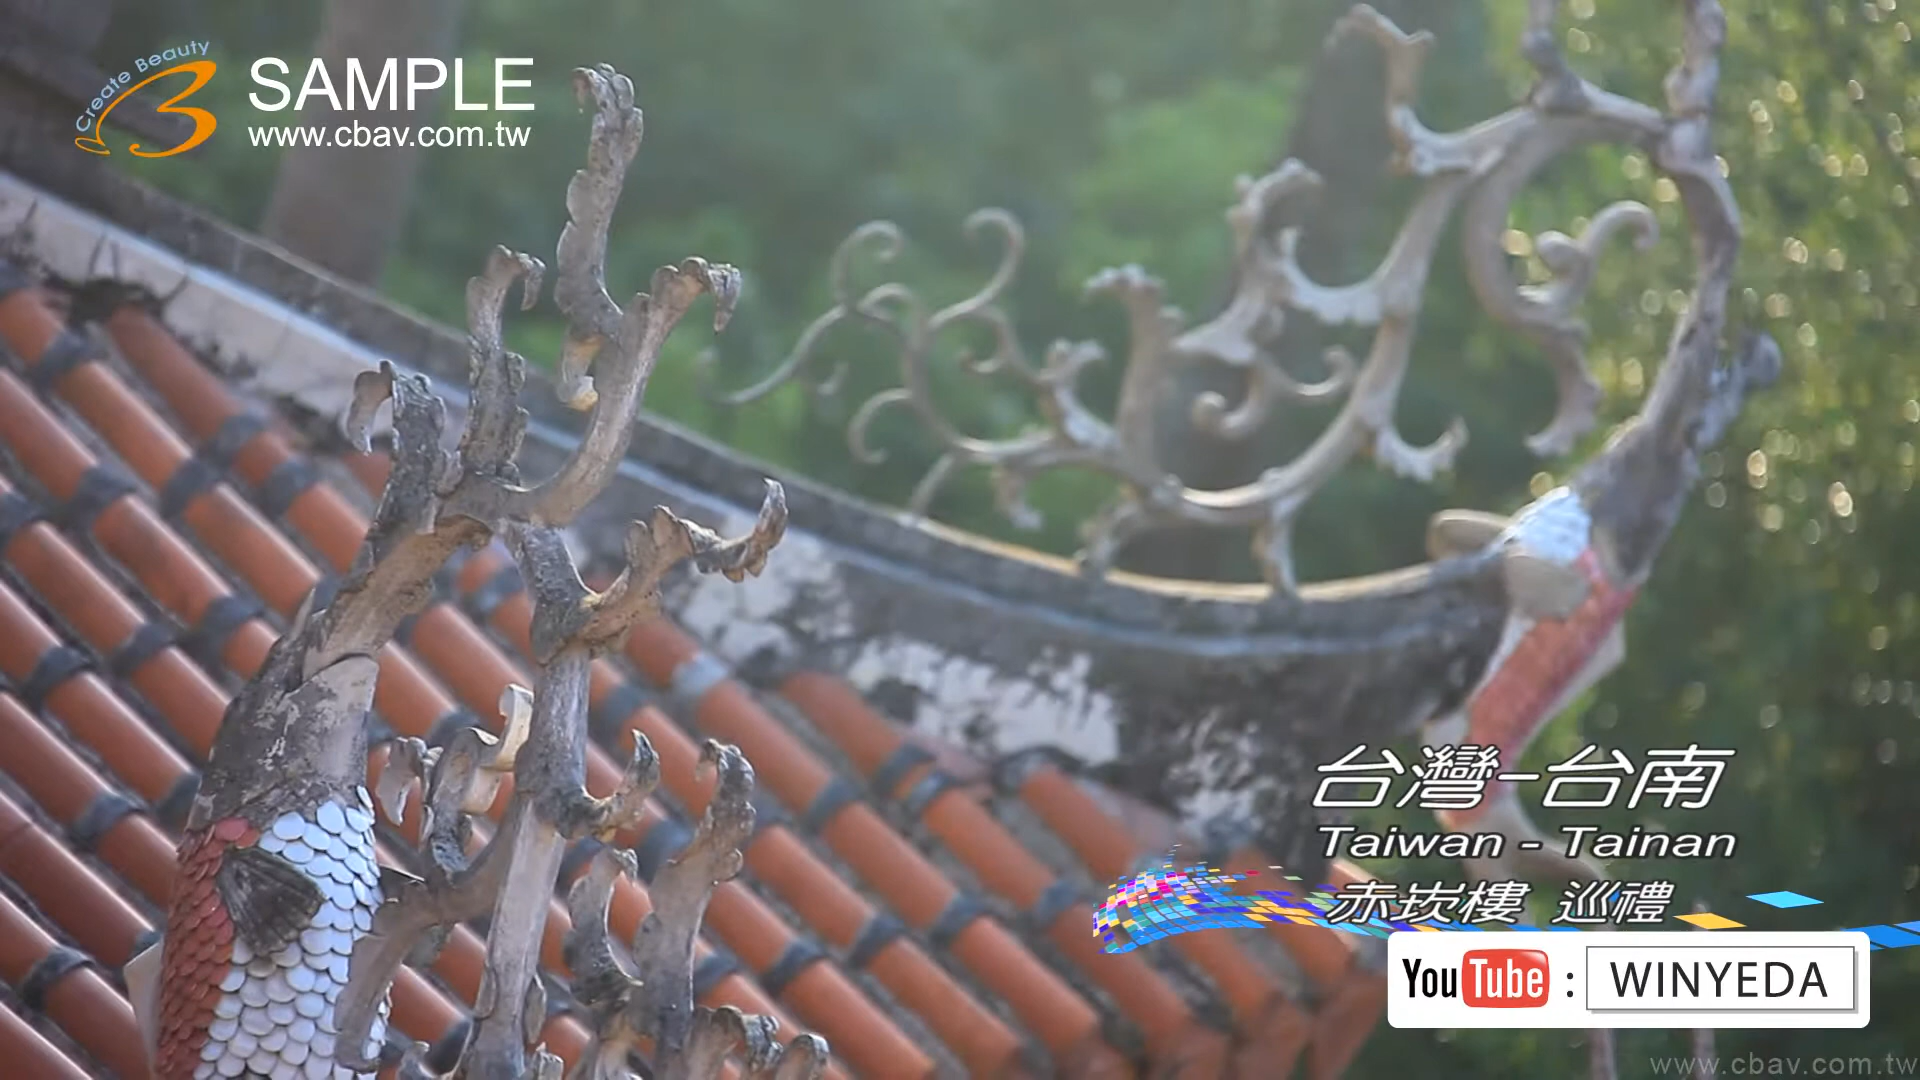 Create Beauty
SAMPLE
www.cbav.com.tw
台灣-台南
Taiwan - Tainan
赤崁樓 巡禮
YouTube : WINYEDA
www.cbav.com.tw